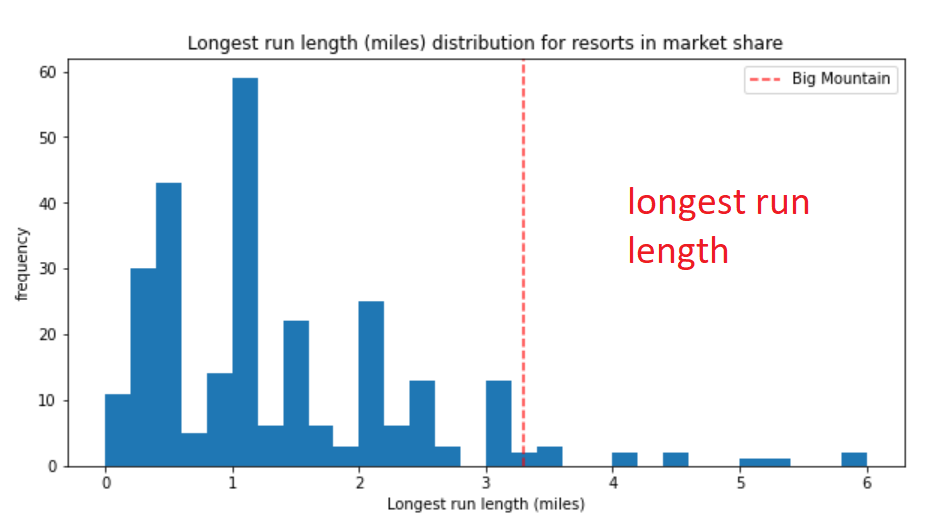 Longest run length (miles) distribution for resorts in market share
60
50
40
30
20
10
0
frequency
Big Mountain
longest run
length
0 1 2 3 4 5 6
Longest run length (miles)